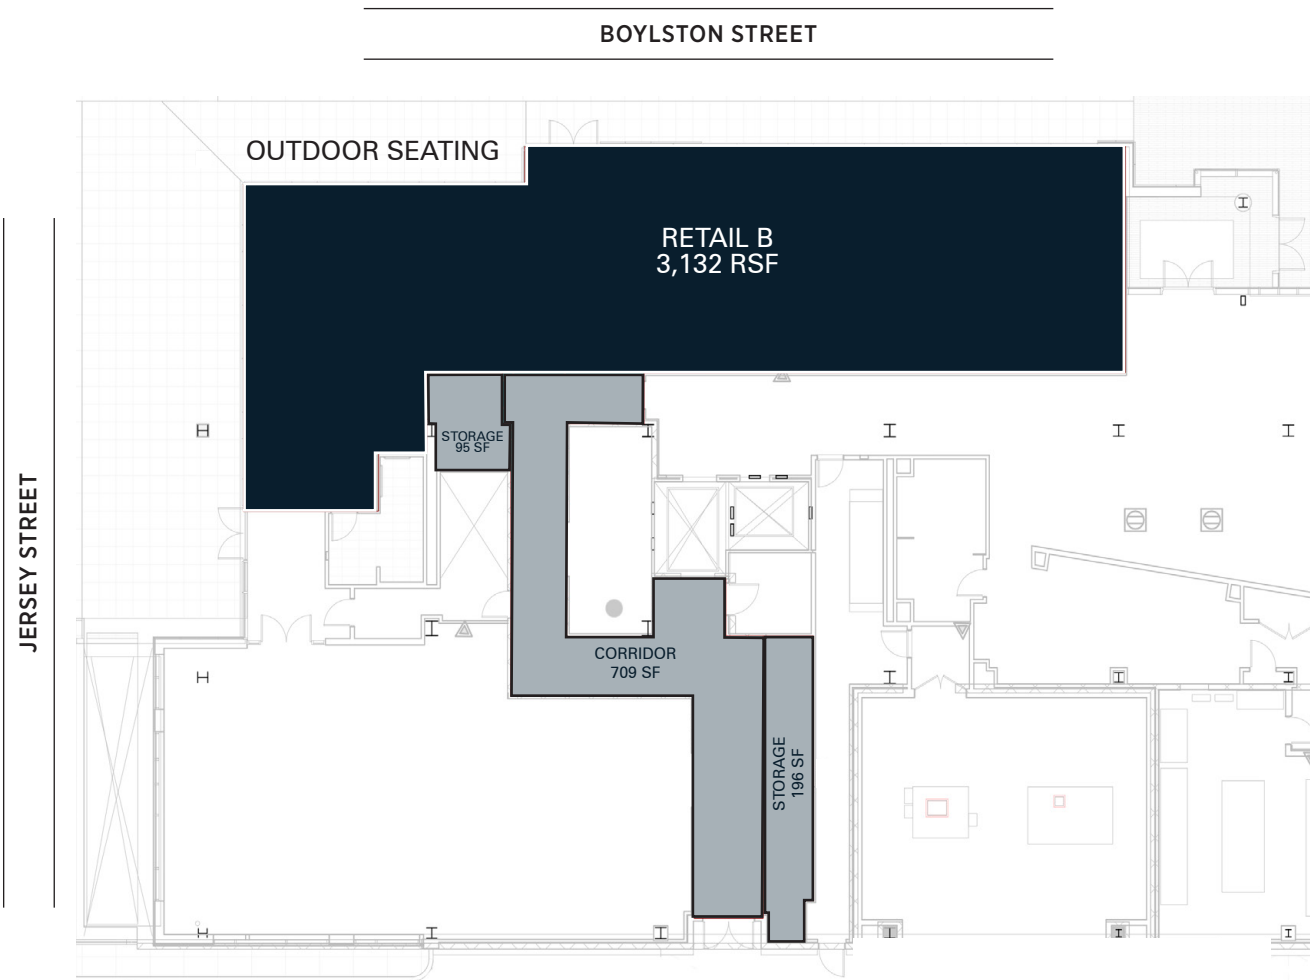 BOYLSTON STREET
OUTDOOR SEATING
RETAIL B
3,132 RSF
STORAGE
95 SF
JERSEY STREET
CORRIDOR
709 SF
STORAGE
196 SF